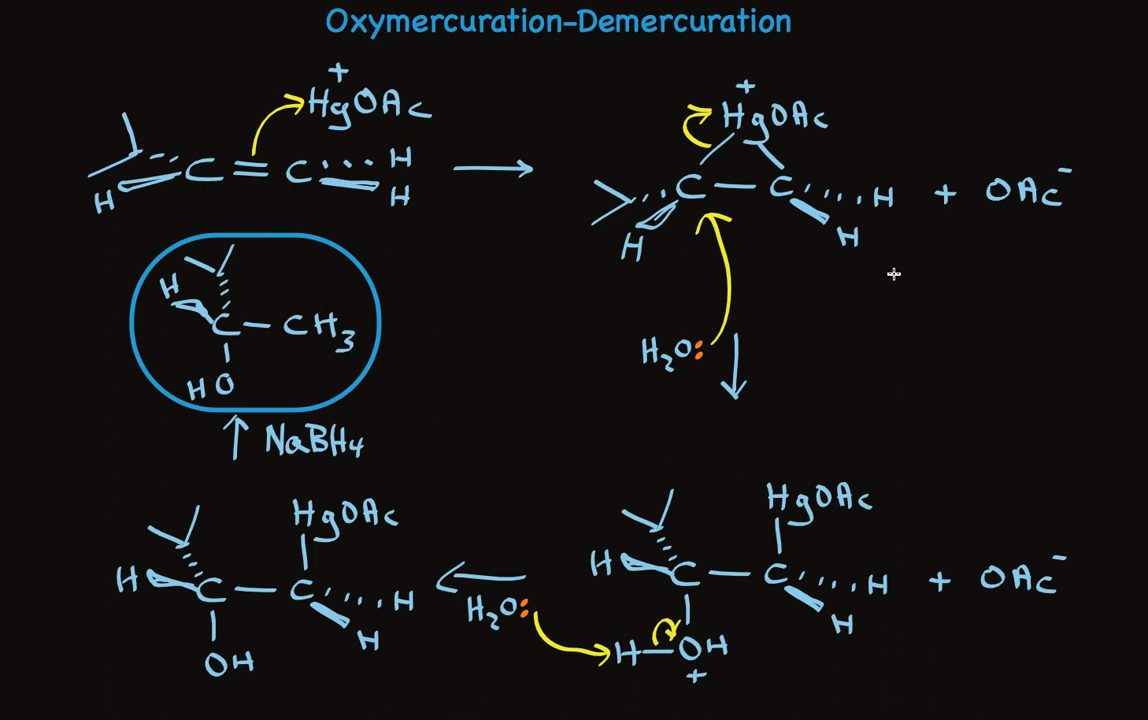 Oxymercuration-Demercuration
+
HgOAc
H C = C H H
+
HgOAc
C — C H H + OAc⁻
H
H
C — CH₃
HO
H₂O:
↑ NaBH₄
HgOAc
H C — C H
H
OH
H₂O:
HgOAc
H C — C H + OAc⁻
H
H — OH
+